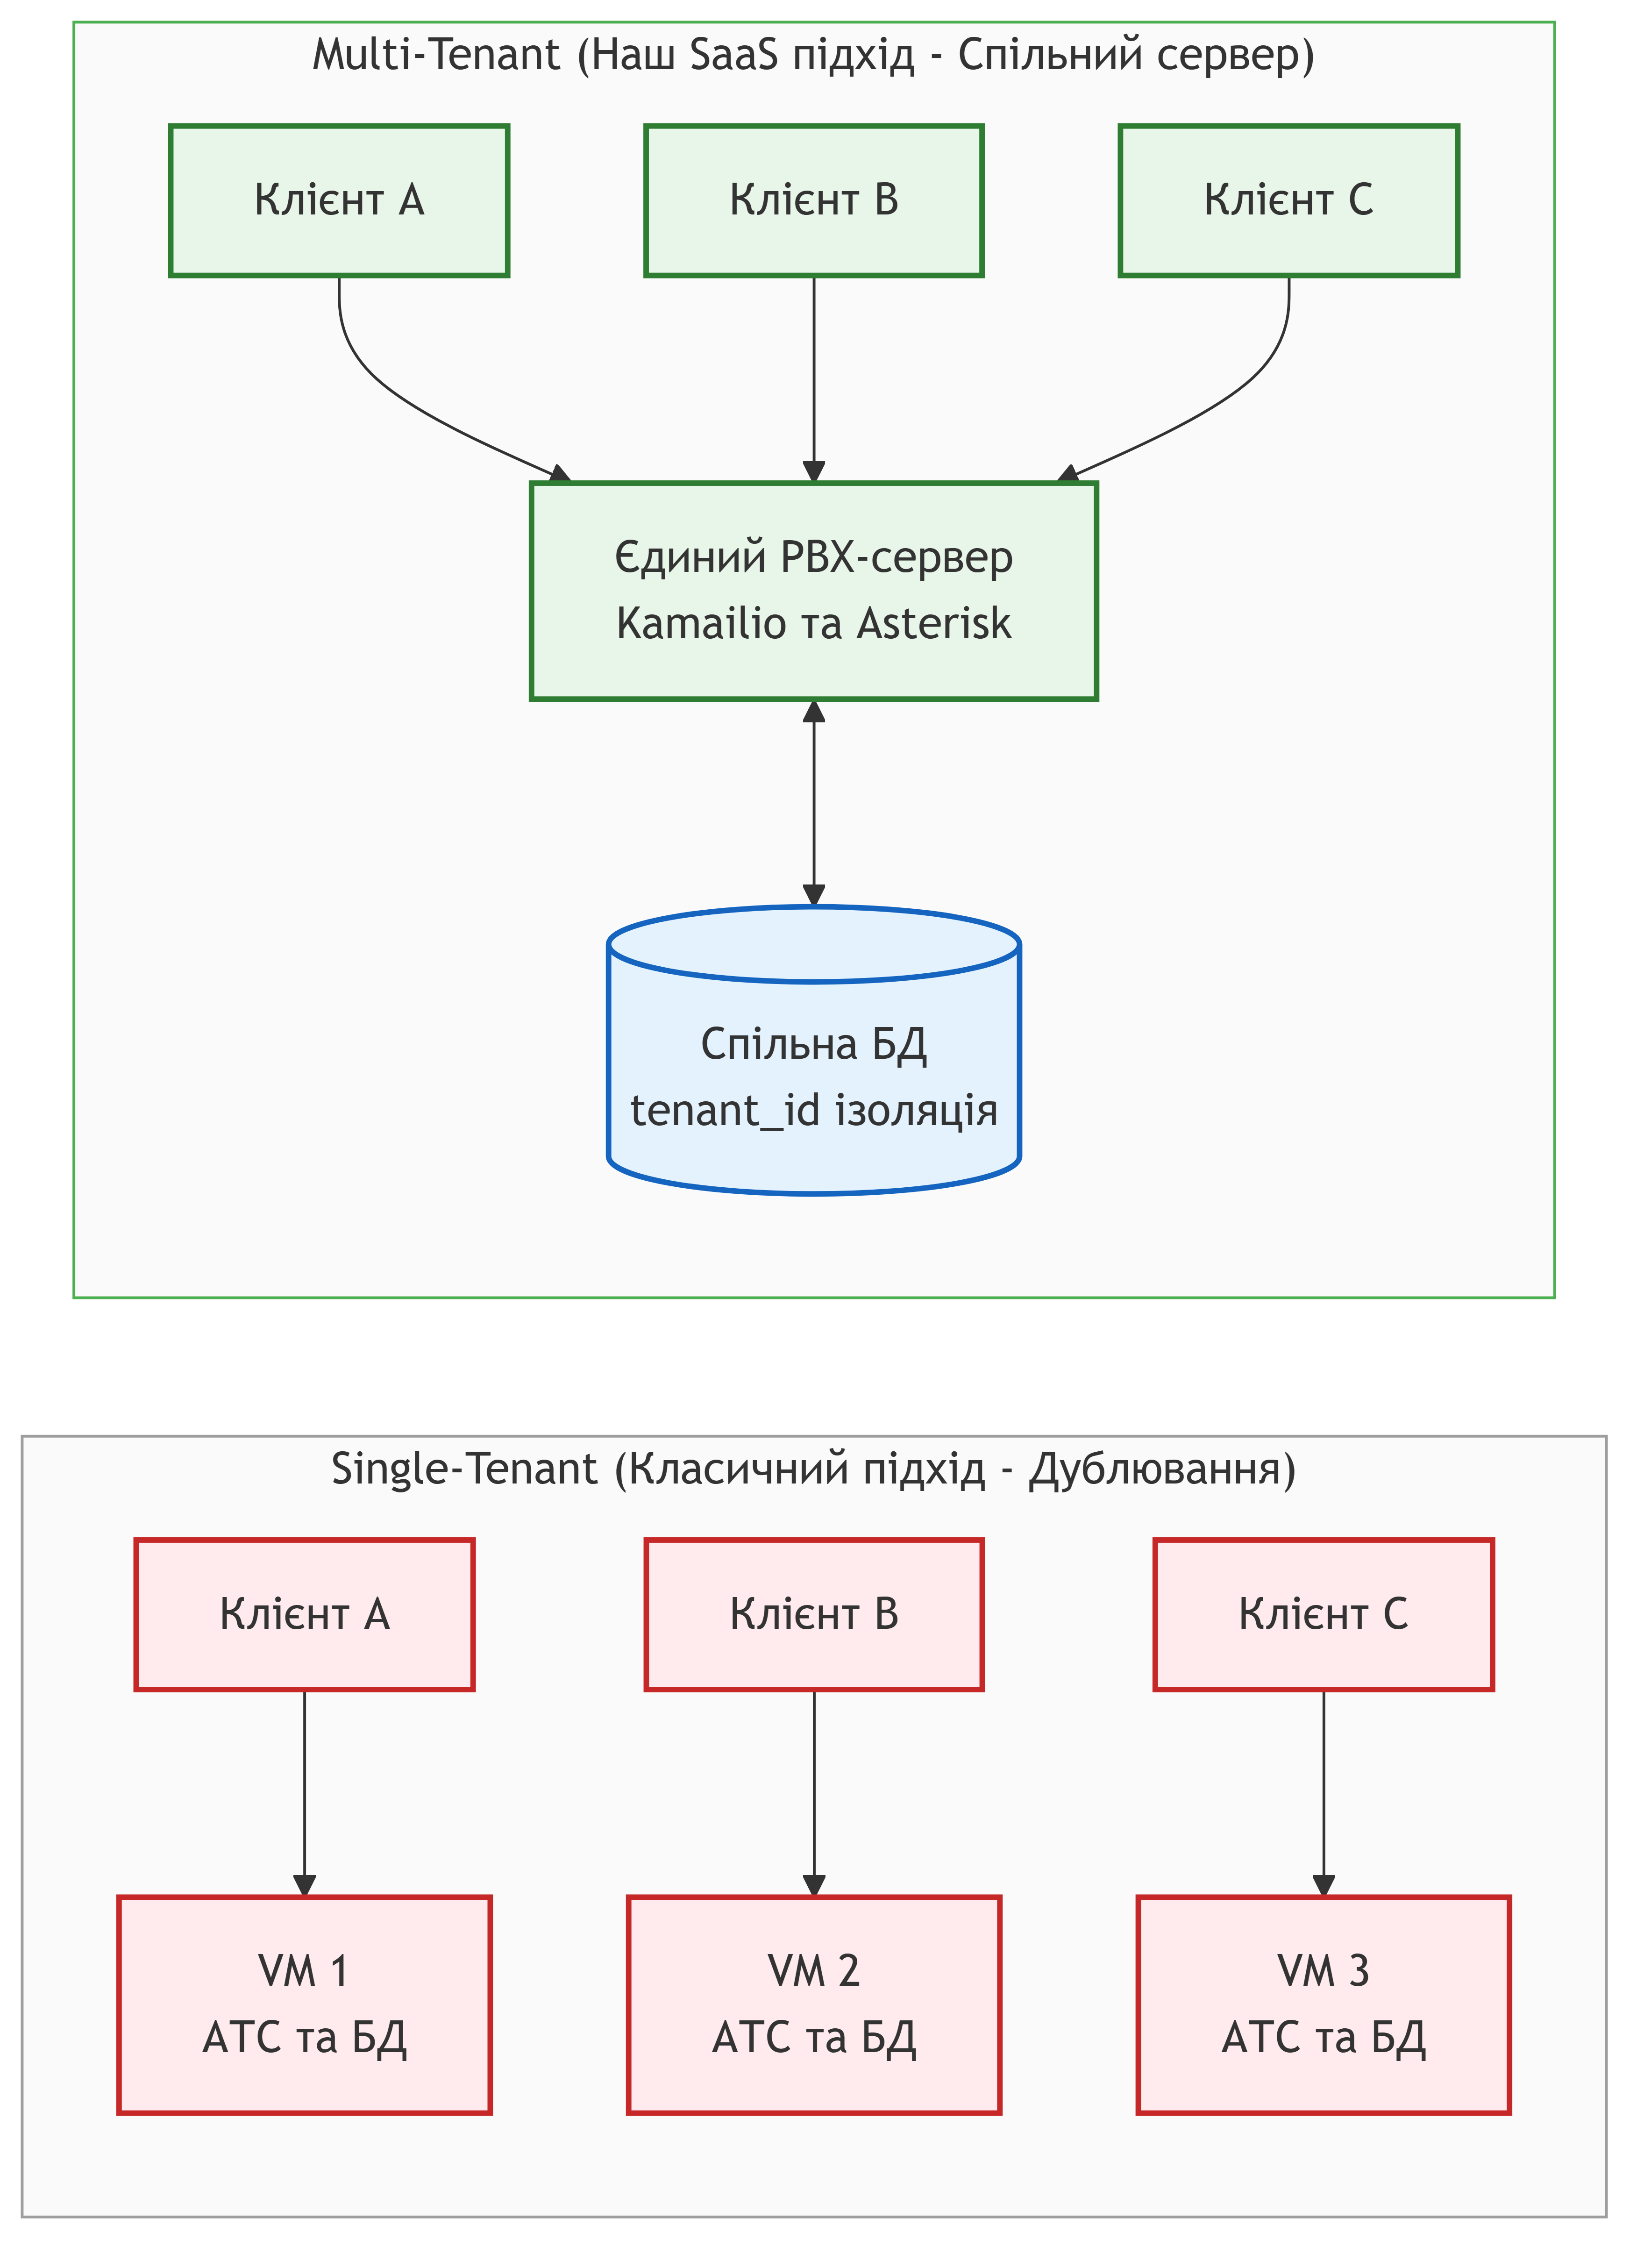 Multi-Tenant (Наш SaaS підхід - Спільний сервер)
Клієнт A
Клієнт B
Клієнт C
Єдиний PBX-сервер
Kamailio та Asterisk
Спільна БД
tenant_id ізоляція
Single-Tenant (Класичний підхід - Дублювання)
Клієнт A
Клієнт B
Клієнт C
VM 1
АТС та БД
VM 2
АТС та БД
VM 3
АТС та БД